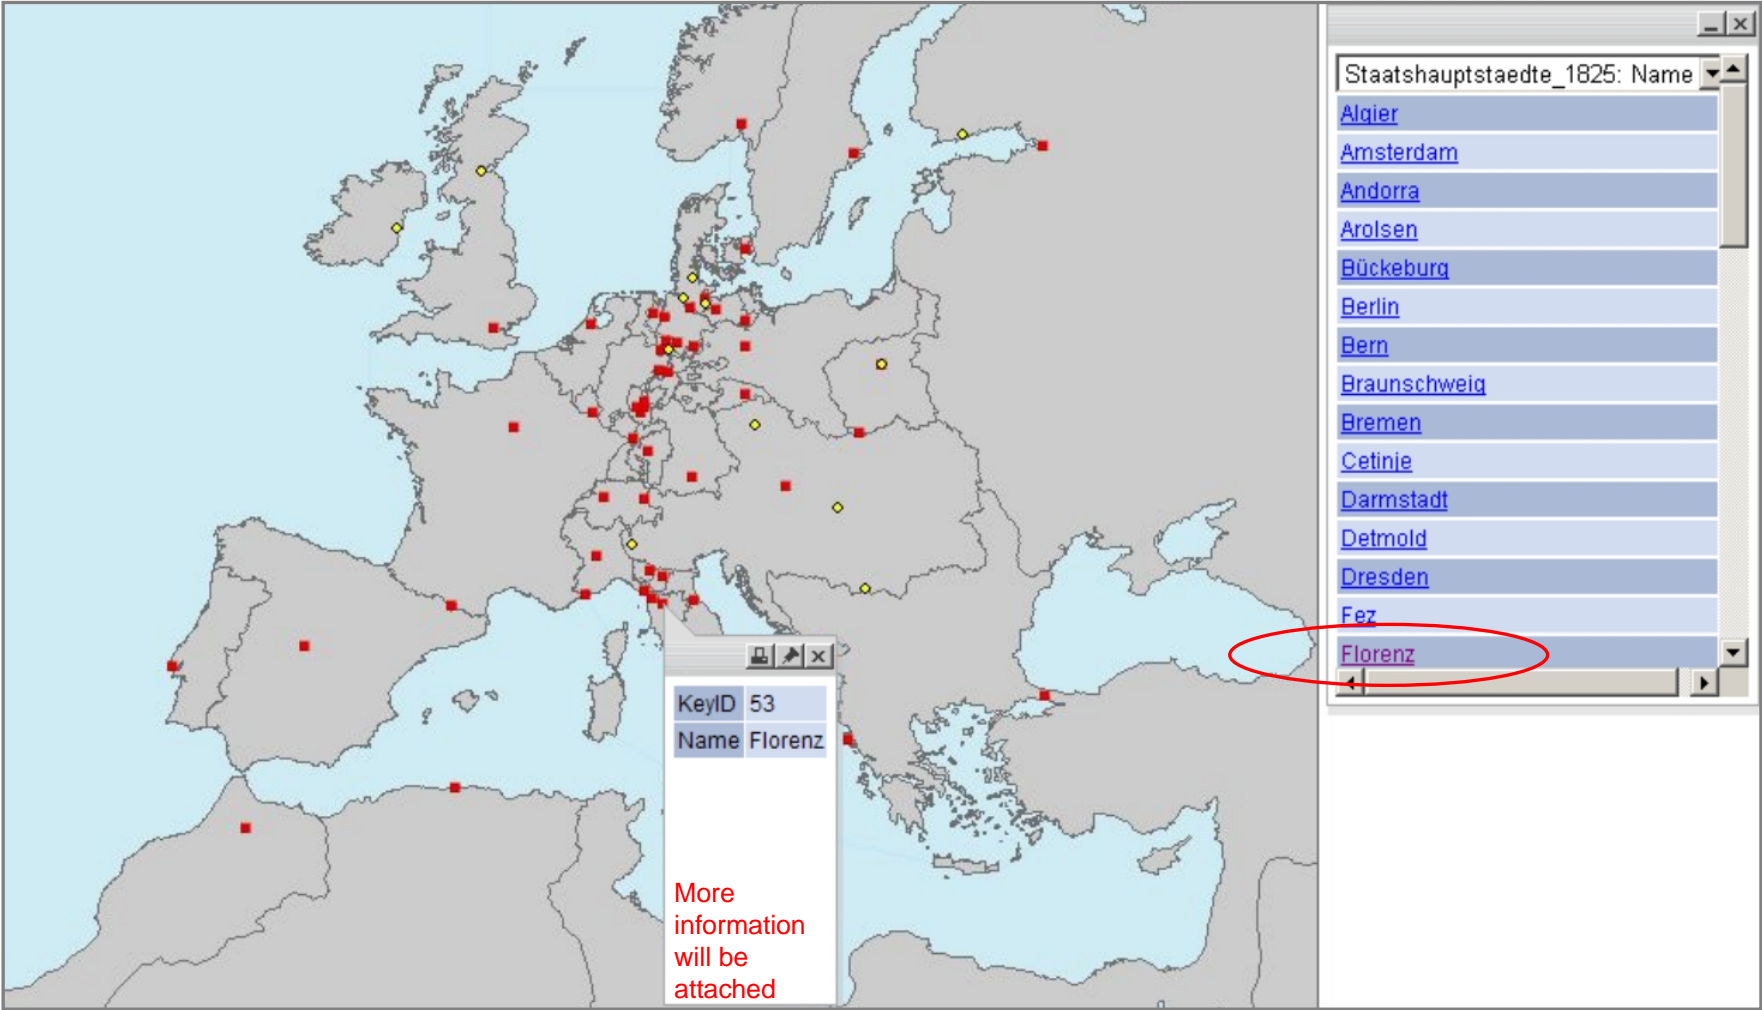 Staatshauptstaedte_1825: Name
Algier
Amsterdam
Andorra
Arolsen
Bückeburg
Berlin
Bern
Braunschweig
Bremen
Cetinje
Darmstadt
Detmold
Dresden
Fez
Florenz
KeyID 53
Name Florenz
More
information
will be
attached